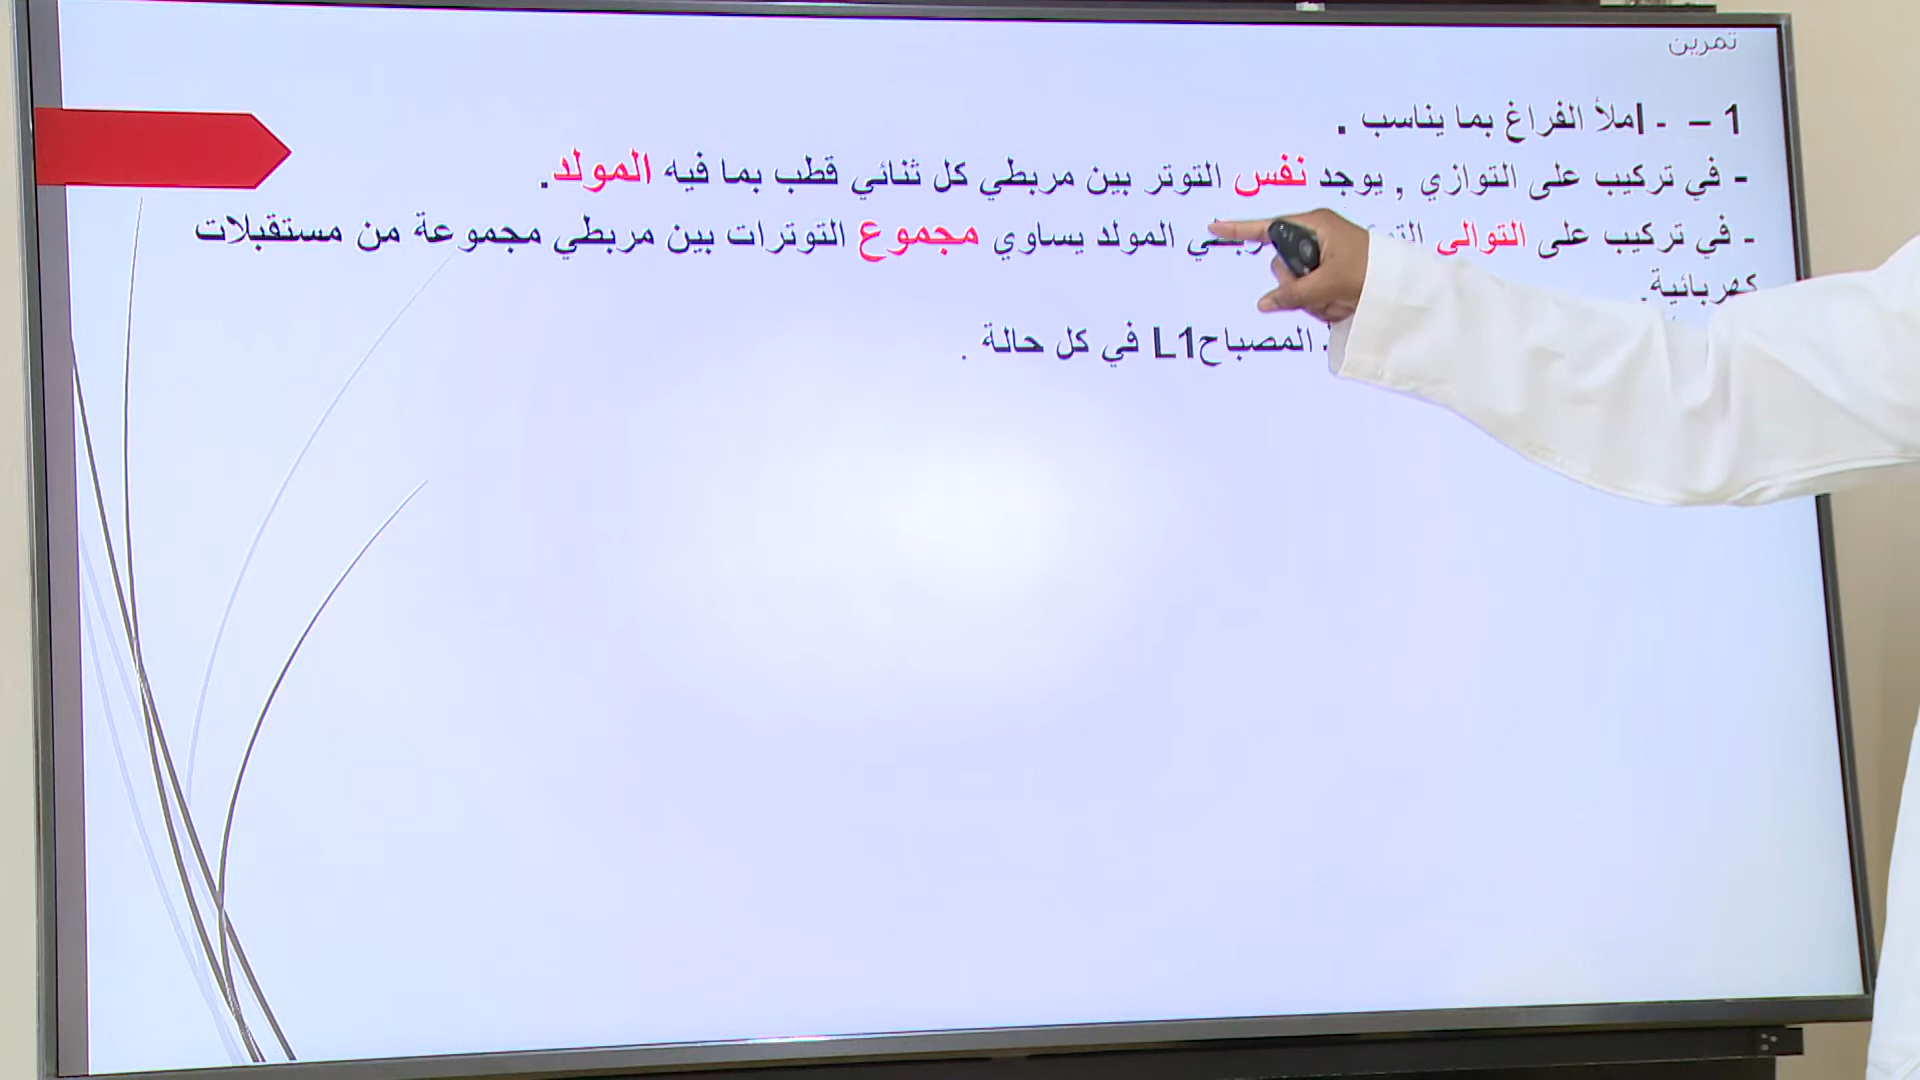 تمرين
1 – - املأ الفراغ بما يناسب .
- في تركيب على التوازي , يوجد نفس التوتر بين مربطي كل ثنائي قطب بما فيه المولد.
- في تركيب على التوالى المولد يساوي مجموع التوترات بين مربطي مجموعة من مستقبلات
كهربائية.
المصباح L1 في كل حالة .